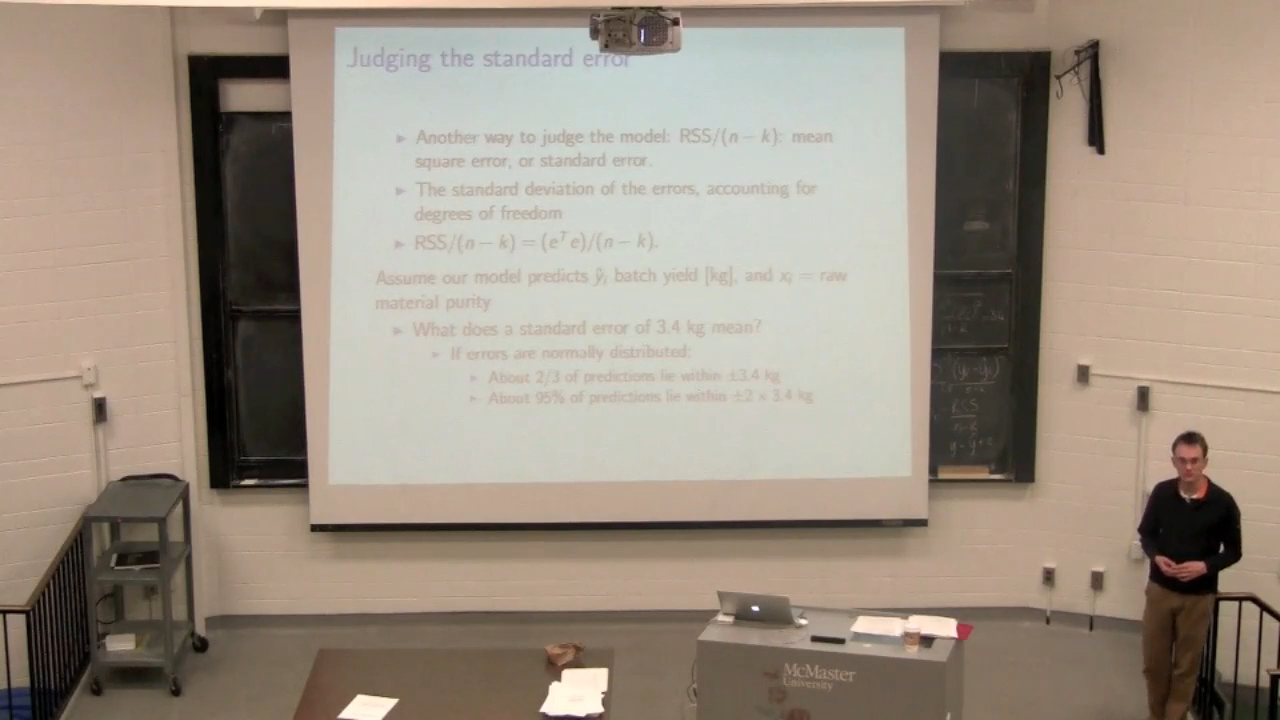 Judging the standard error
▸ Another way to judge the model: RSS/(n − k): mean
square error, or standard error.
▸ The standard deviation of the errors, accounting for
degrees of freedom
▸ RSS/(n − k) = (eᵀe)/(n − k).
Assume our model predicts ŷᵢ batch yield [kg], and xᵢ = raw
material purity
▸ What does a standard error of 3.4 kg mean?
▸ If errors are normally distributed:
▸ About 2/3 of predictions lie within ±3.4 kg
▸ About 95% of predictions lie within ±2 × 3.4 kg
RSS
n-k
McMaster
University